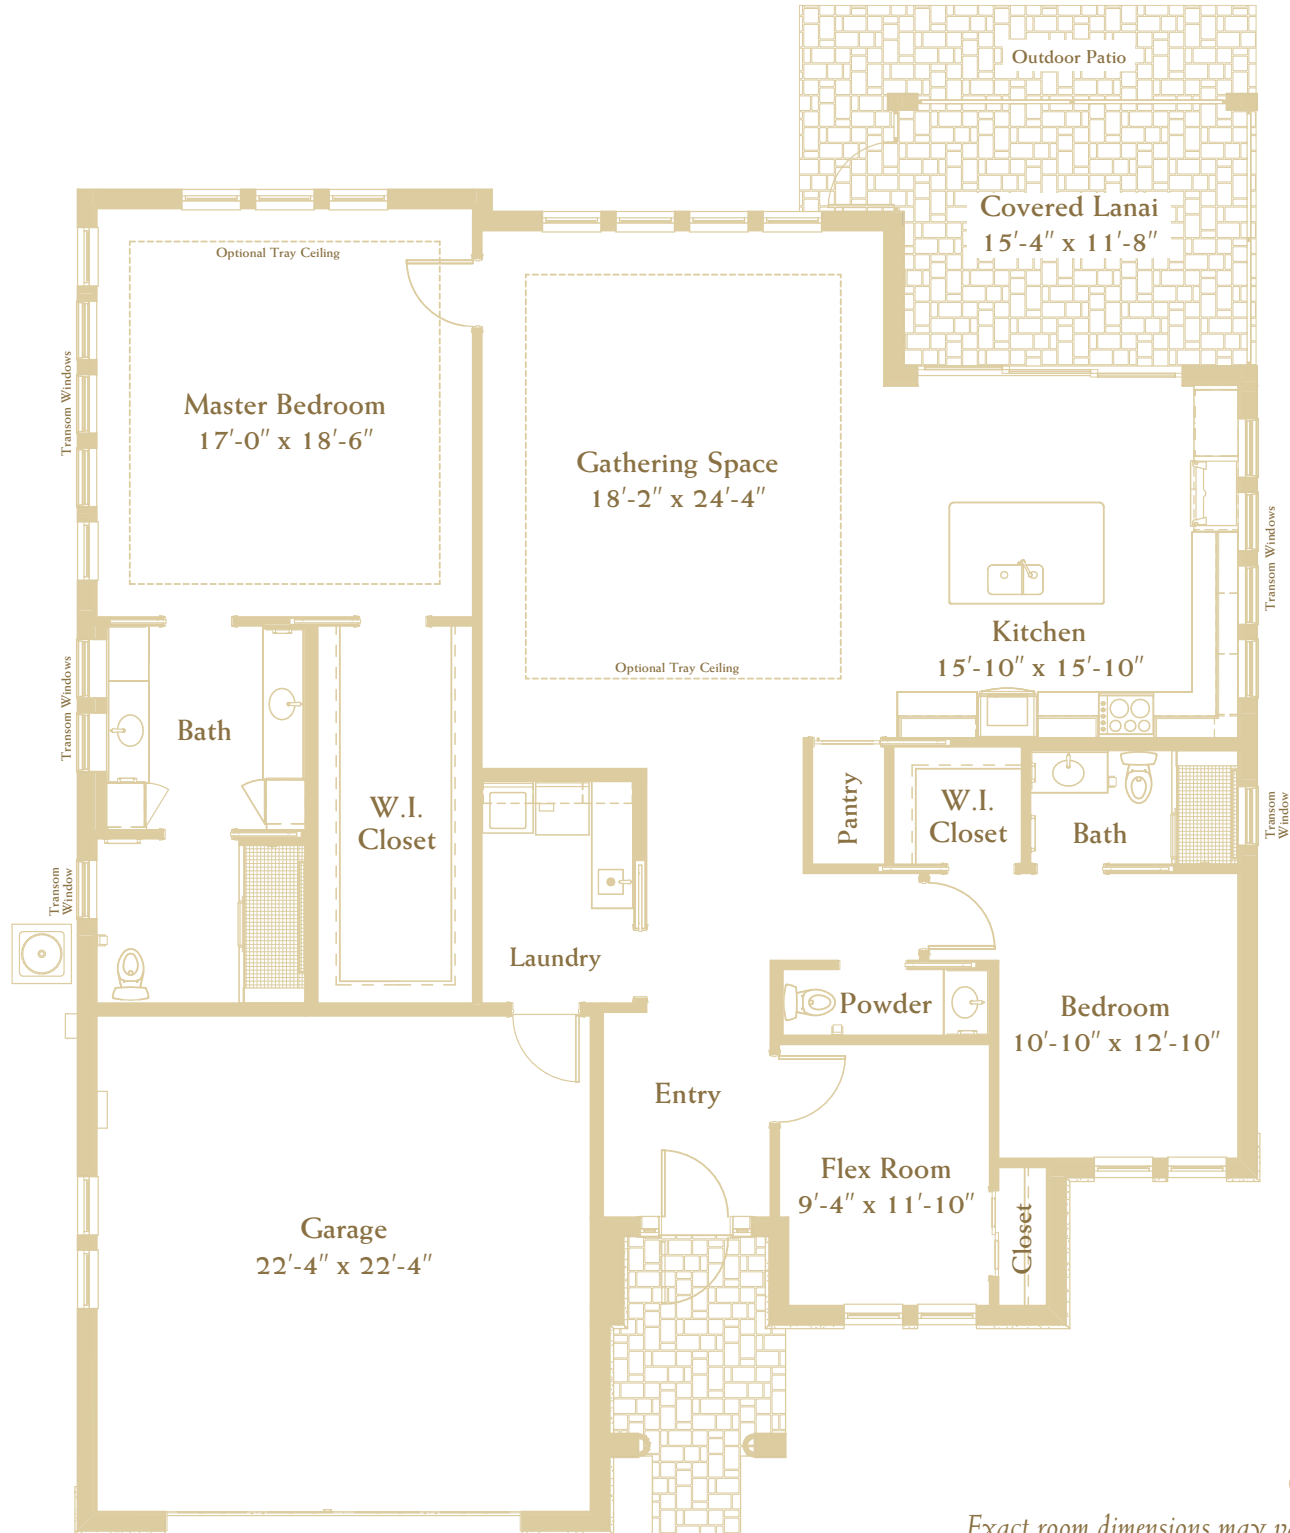 Outdoor Patio
Covered Lanai
15'-4" x 11'-8"
Optional Tray Ceiling
Master Bedroom
17'-0" x 18'-6"
Transom Windows
Gathering Space
18'-2" x 24'-4"
Optional Tray Ceiling
Transom Windows
Kitchen
15'-10" x 15'-10"
Transom Windows
Bath
W.I.
Closet
Pantry
W.I.
Closet
Bath
Transom
Window
Transom
Window
Laundry
Powder
Bedroom
10'-10" x 12'-10"
Entry
Flex Room
9'-4" x 11'-10"
Closet
Garage
22'-4" x 22'-4"
Exact room dimensions may